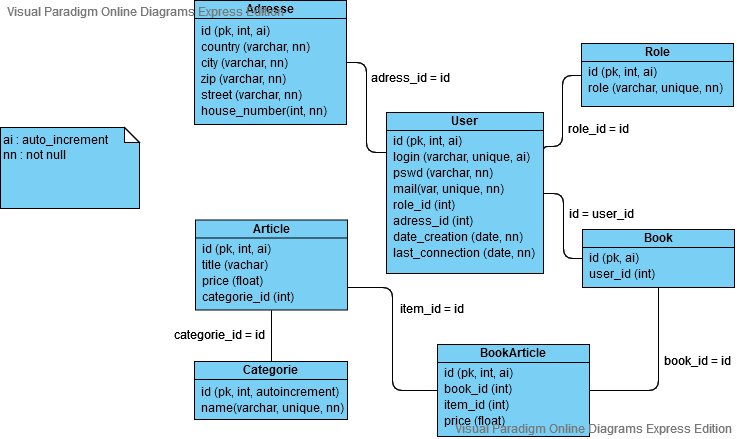 Visual Paradigm Online Diagrams Express Edition
Adresse
id (pk, int, ai)
country (varchar, nn)
city (varchar, nn)
zip (varchar, nn)
street (varchar, nn)
house_number(int, nn)
adress_id = id
Role
id (pk, int, ai)
role (varchar, unique, nn)
role_id = id
ai : auto_increment
nn : not null
User
id (pk, int, ai)
login (varchar, unique, ai)
pswd (varchar, nn)
mail(var, unique, nn)
role_id (int)
adress_id (int)
date_creation (date, nn)
last_connection (date, nn)
id = user_id
Book
id (pk, ai)
user_id (int)
Article
id (pk, int, ai)
title (vachar)
price (float)
categorie_id (int)
item_id = id
categorie_id = id
Categorie
id (pk, int, autoincrement)
name(varchar, unique, nn)
BookArticle
id (pk, int, ai)
book_id (int)
item_id (int)
price (float)
book_id = id
Visual Paradigm Online Diagrams Express Edition